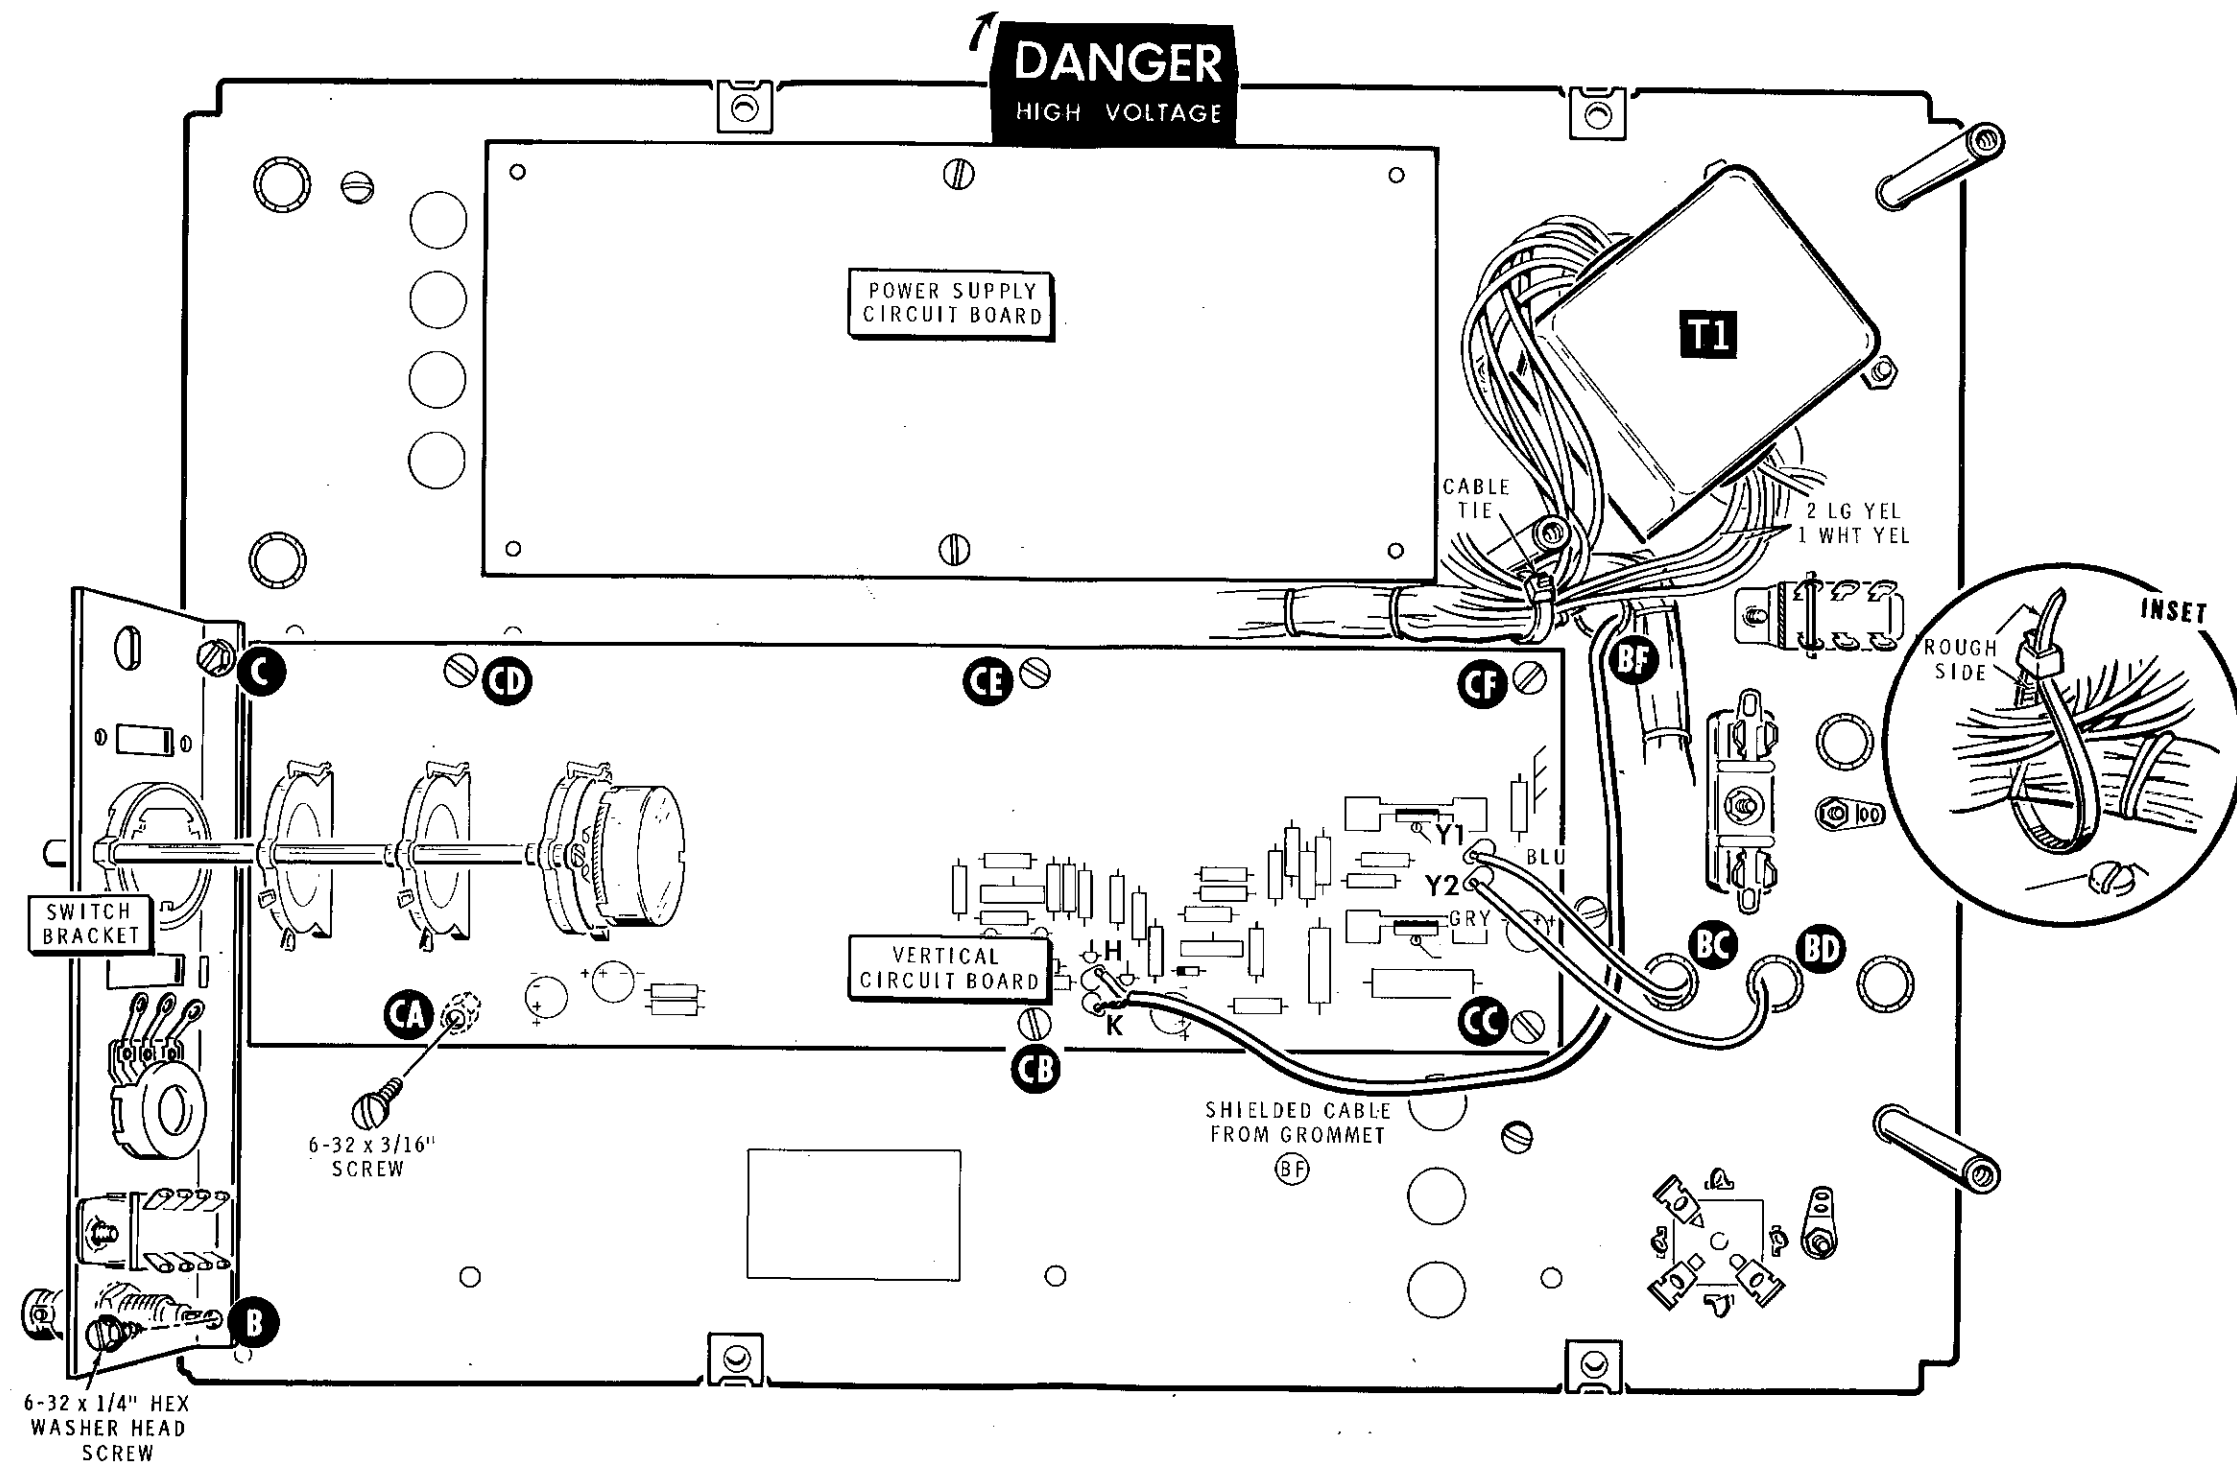 DANGER
HIGH VOLTAGE
POWER SUPPLY
CIRCUIT BOARD
T1
CABLE
TIE
2 LG YEL
1 WHT YEL
INSET
ROUGH
SIDE
C
CD
CE
CF
BF
Y1
BLU
Y2
GRY
SWITCH
BRACKET
VERTICAL
CIRCUIT BOARD
H
K
BC
BD
CA
CB
CC
6-32 x 3/16"
SCREW
SHIELDED CABLE
FROM GROMMET
BF
B
6-32 x 1/4" HEX
WASHER HEAD
SCREW